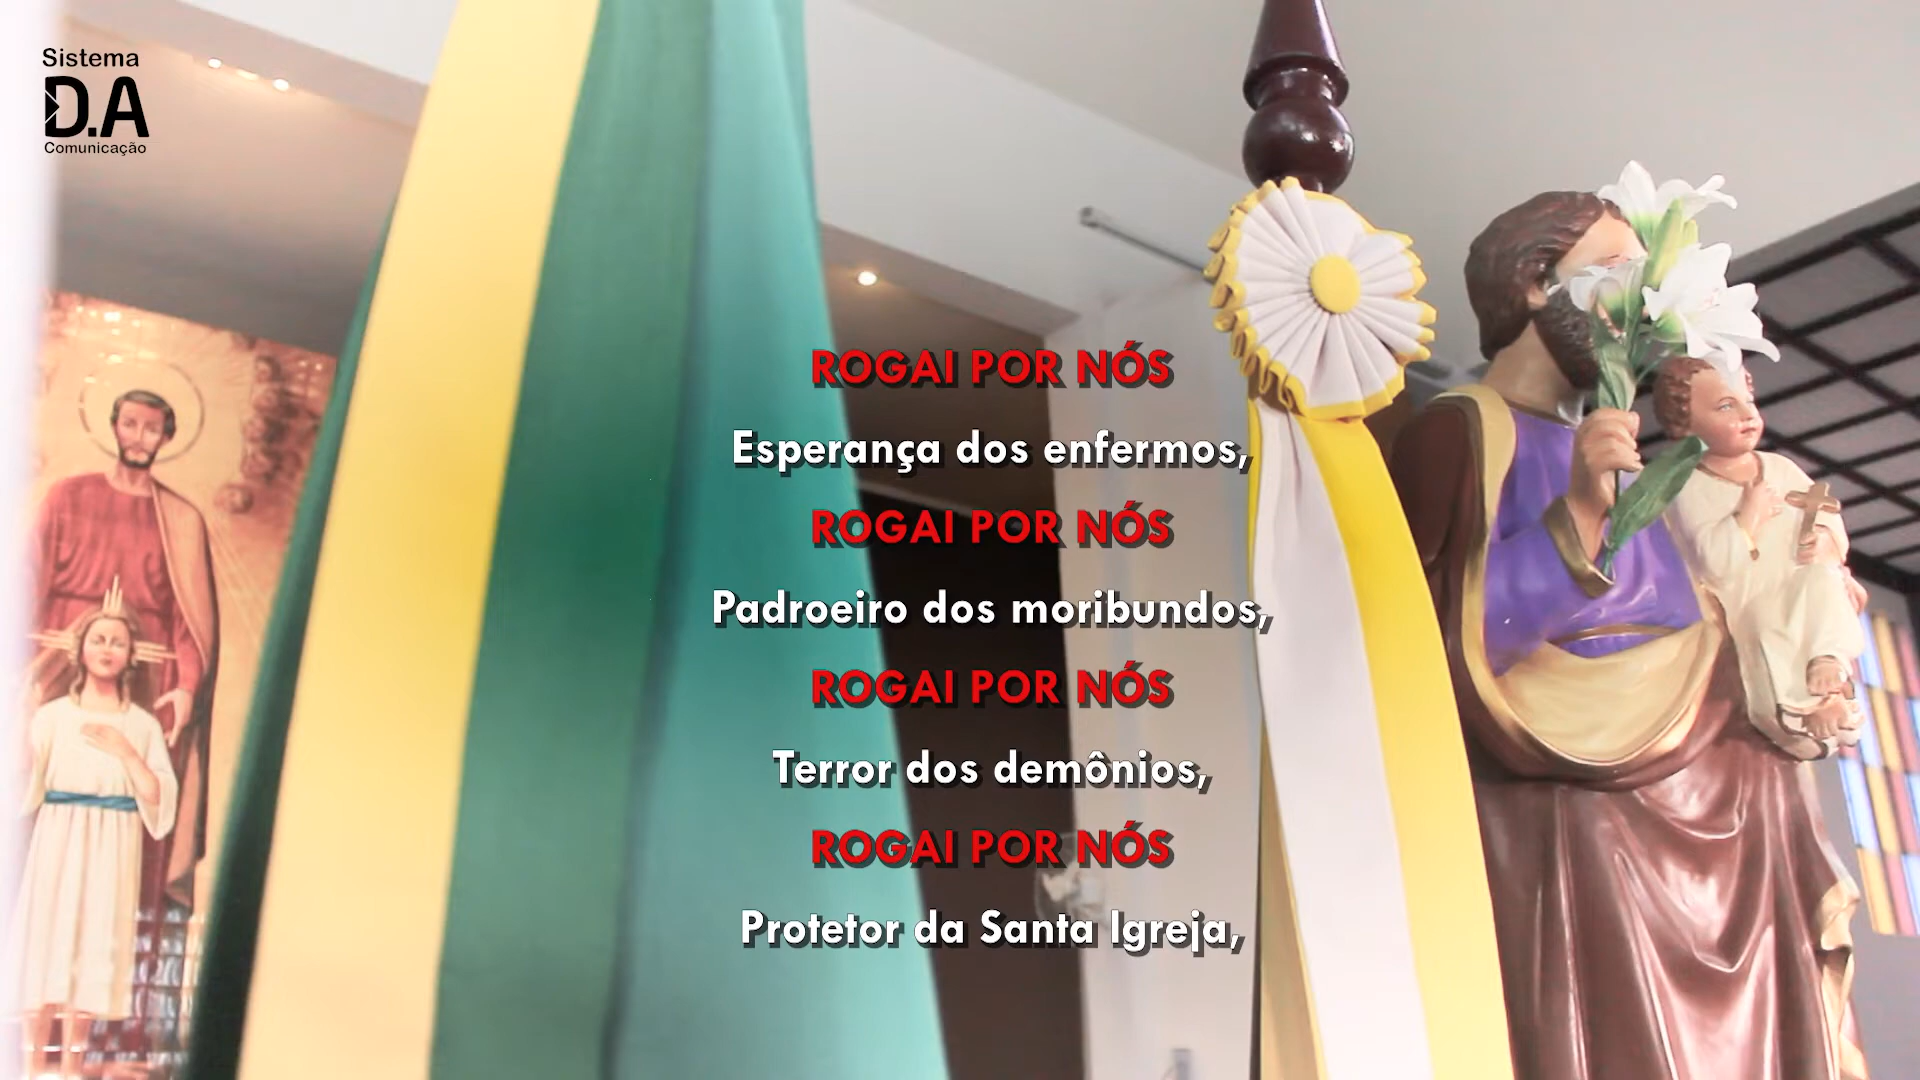 Sistema
D.A
Comunicação
ROGAI POR NÓS
Esperança dos enfermos,
ROGAI POR NÓS
Padroeiro dos moribundos,
ROGAI POR NÓS
Terror dos demônios,
ROGAI POR NÓS
Protetor da Santa Igreja,